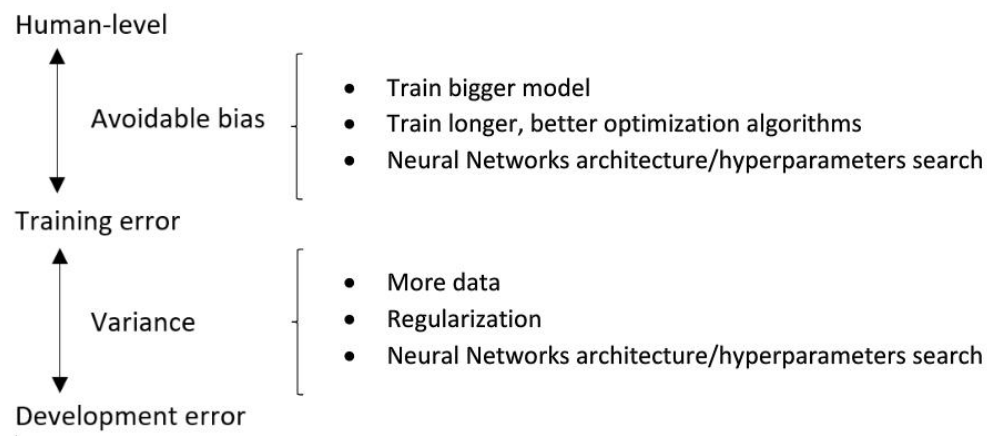 Human-level
Avoidable bias
• Train bigger model
• Train longer, better optimization algorithms
• Neural Networks architecture/hyperparameters search
Training error
Variance
• More data
• Regularization
• Neural Networks architecture/hyperparameters search
Development error